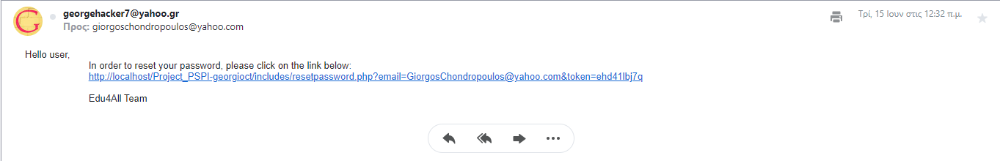 G
georgehacker7@yahoo.gr
Προς: giorgoschondropoulos@yahoo.com
Τρί, 15 Ιουν στις 12:32 π.μ.
Hello user,
In order to reset your password, please click on the link below:
http://localhost/Project_PSPI-georgioct/includes/resetpassword.php?email=GiorgosChondropoulos@yahoo.com&token=ehd41lbj7q
Edu4All Team